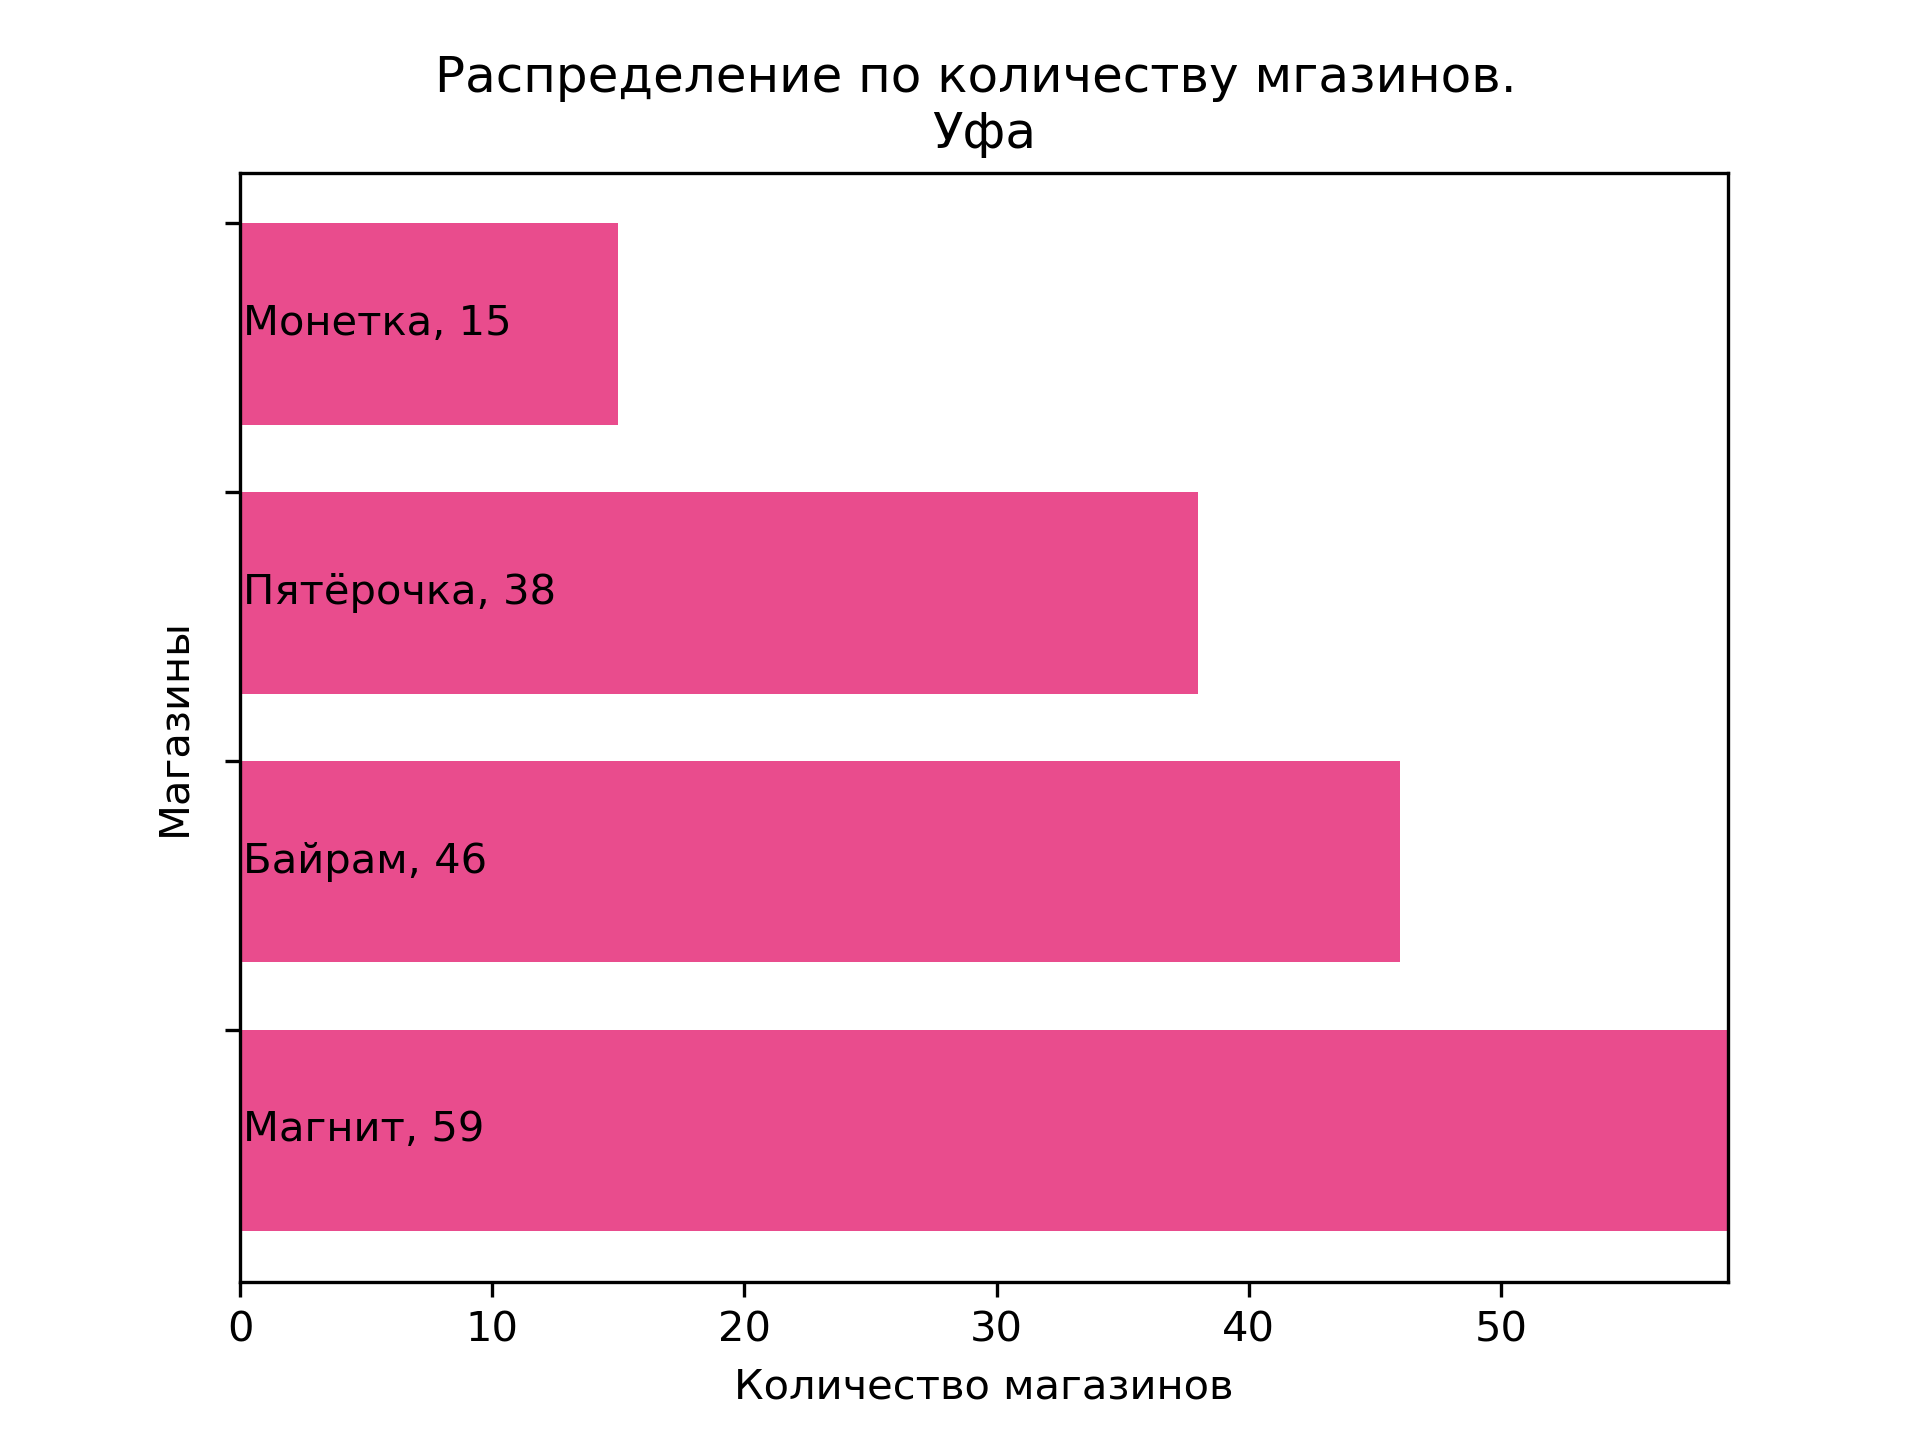 Распределение по количеству мгазинов.
Уфа
Монетка, 15
Пятёрочка, 38
Байрам, 46
Магнит, 59
Магазины
0 10 20 30 40 50
Количество магазинов